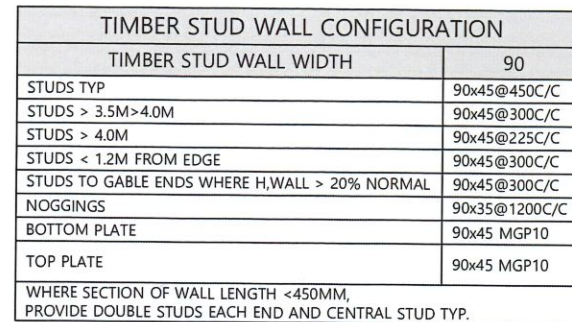 TIMBER STUD WALL CONFIGURATION
TIMBER STUD WALL WIDTH 90
STUDS TYP 90x45@450C/C
STUDS > 3.5M>4.0M 90x45@300C/C
STUDS > 4.0M 90x45@225C/C
STUDS < 1.2M FROM EDGE 90x45@300C/C
STUDS TO GABLE ENDS WHERE H,WALL > 20% NORMAL 90x45@300C/C
NOGGINGS 90x35@1200C/C
BOTTOM PLATE 90x45 MGP10
TOP PLATE 90x45 MGP10
WHERE SECTION OF WALL LENGTH <450MM,
PROVIDE DOUBLE STUDS EACH END AND CENTRAL STUD TYP.